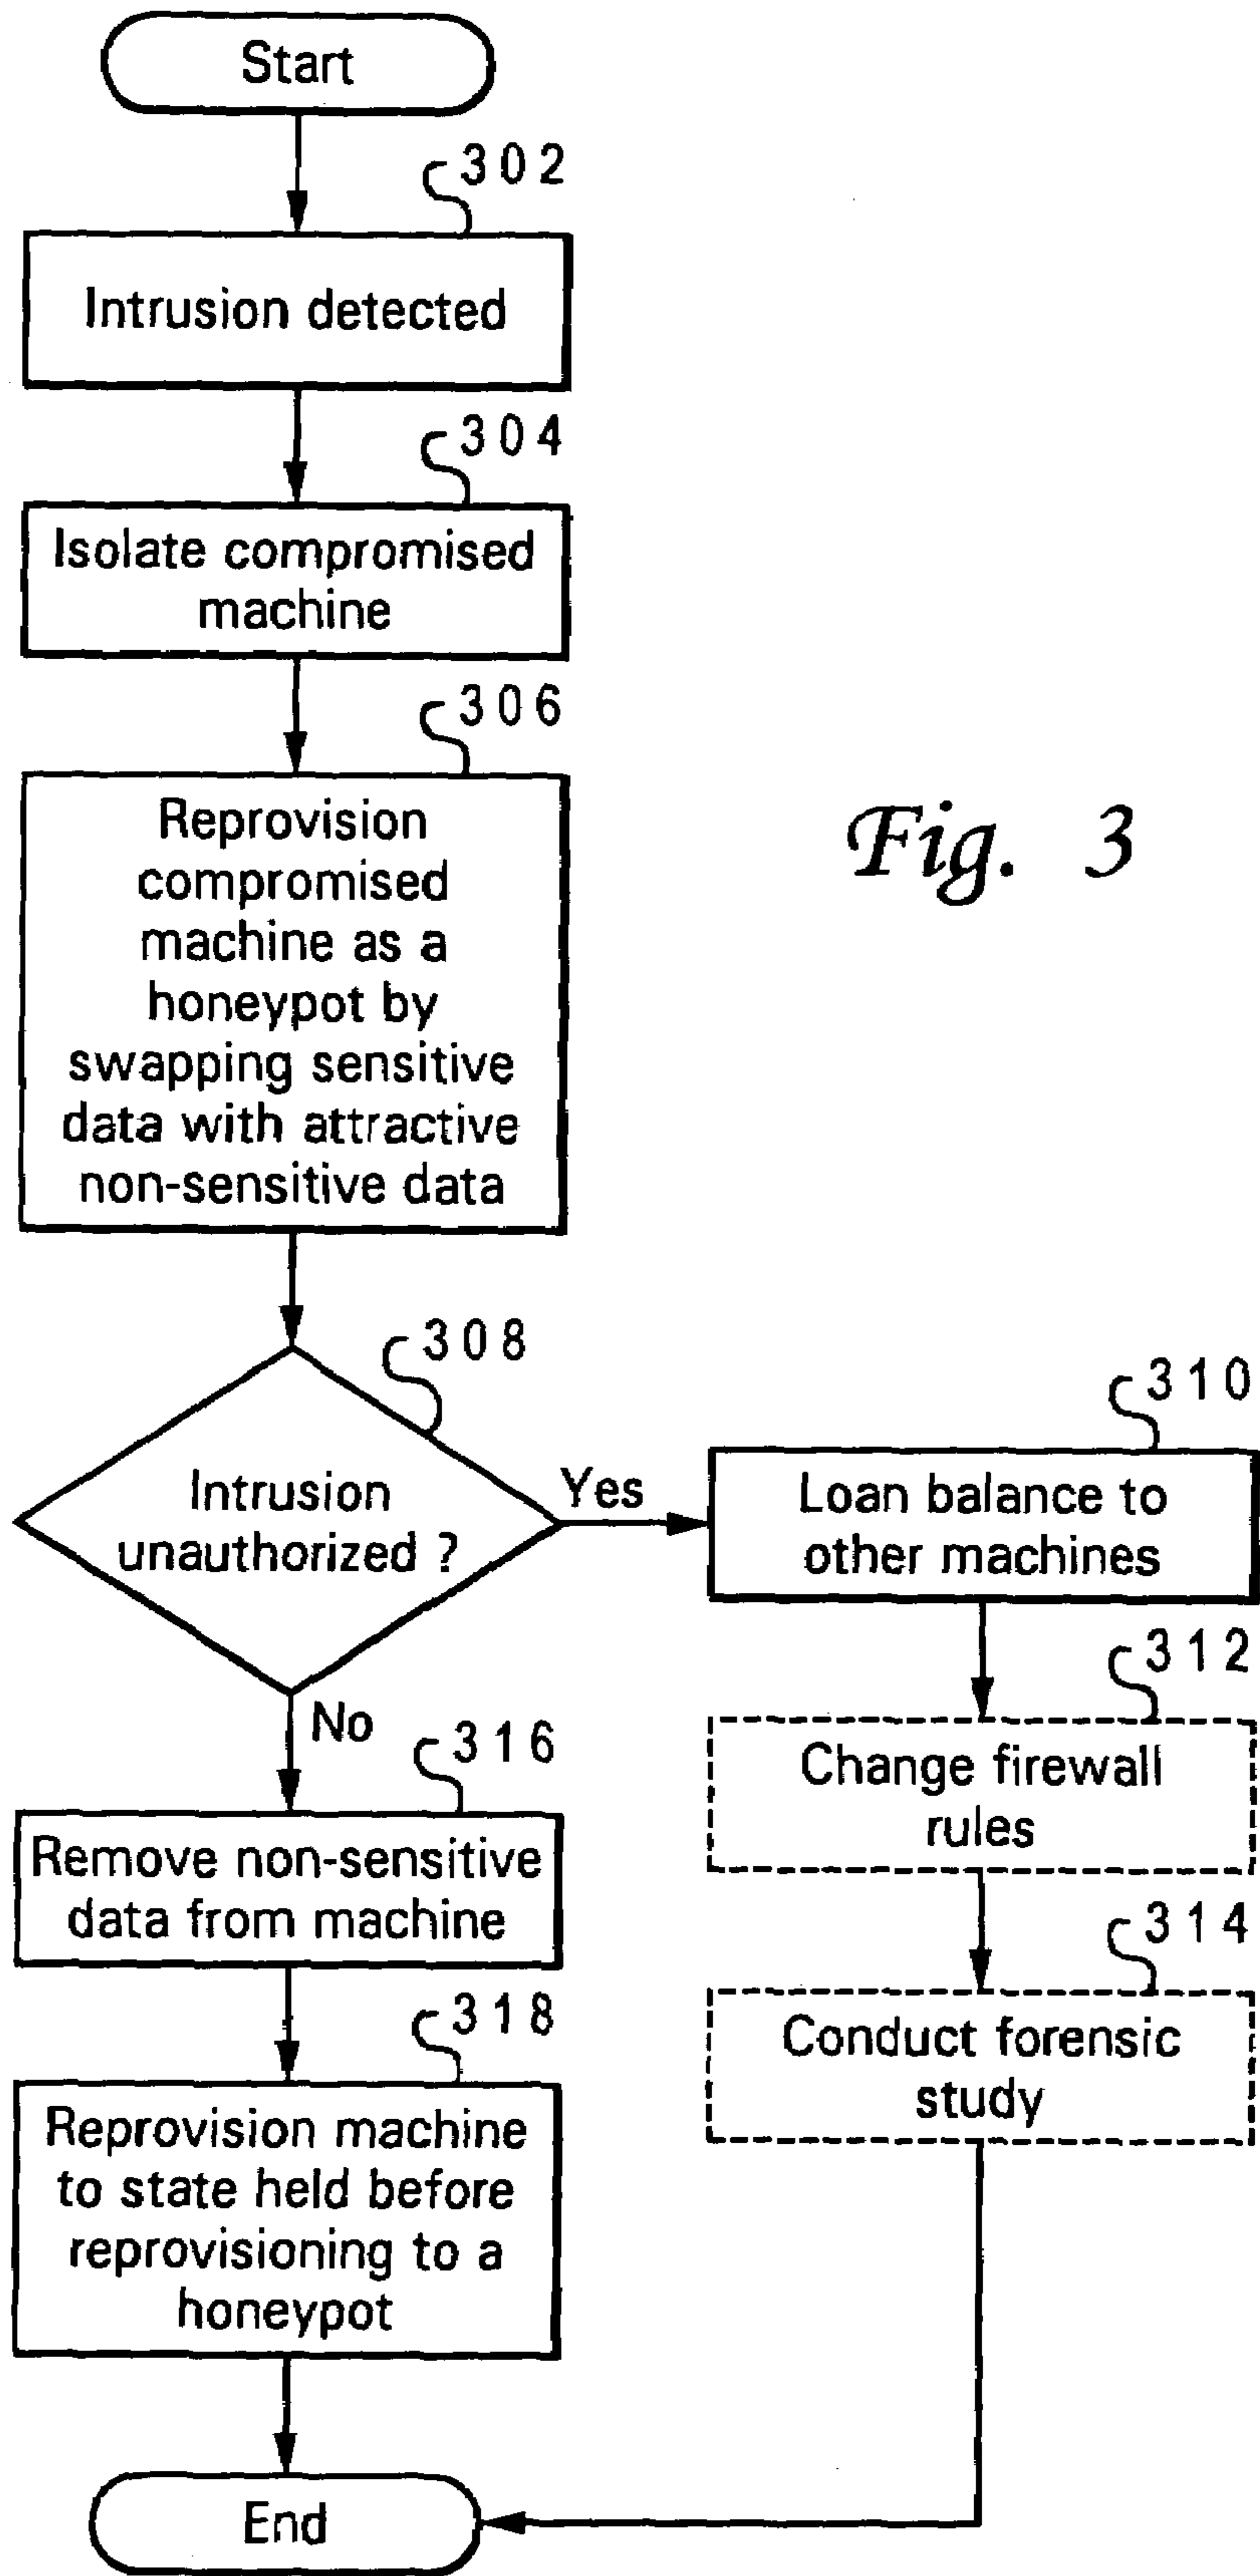 Start
302
Intrusion detected
304
Isolate compromised
machine
306
Reprovision
compromised
machine as a
honeypot by
swapping sensitive
data with attractive
non-sensitive data
Fig. 3
308
Intrusion
unauthorized ?
Yes
310
Loan balance to
other machines
312
Change firewall
rules
314
Conduct forensic
study
No
316
Remove non-sensitive
data from machine
318
Reprovision machine
to state held before
reprovisioning to a
honeypot
End